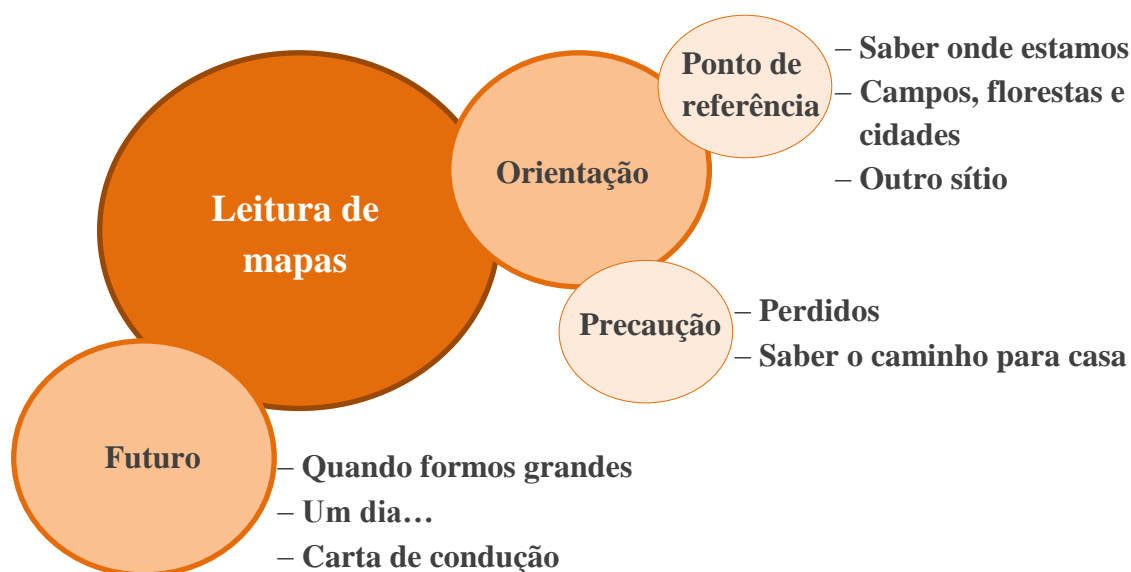 Leitura de
mapas
Orientação
Ponto de
referência
– Saber onde estamos
– Campos, florestas e
cidades
– Outro sítio
Precaução
– Perdidos
– Saber o caminho para casa
Futuro
– Quando formos grandes
– Um dia…
– Carta de condução